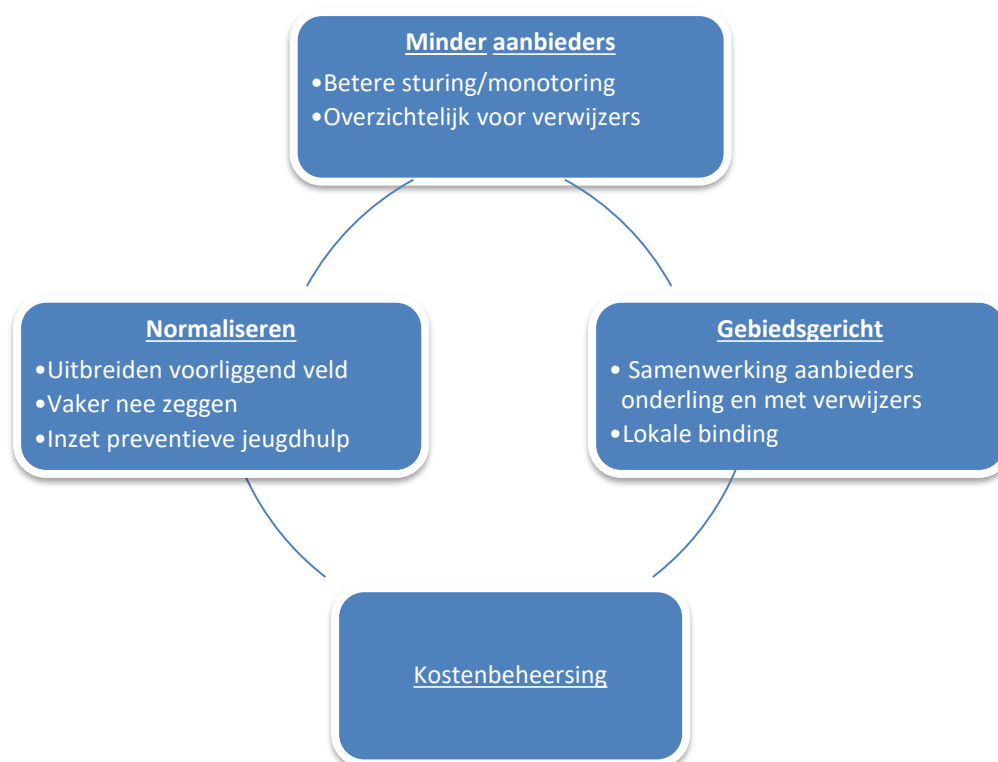 Minder aanbieders
•Betere sturing/monotoring
•Overzichtelijk voor verwijzers
Normaliseren
•Uitbreiden voorliggend veld
•Vaker nee zeggen
•Inzet preventieve jeugdhulp
Gebiedsgericht
• Samenwerking aanbieders
onderling en met verwijzers
•Lokale binding
Kostenbeheersing